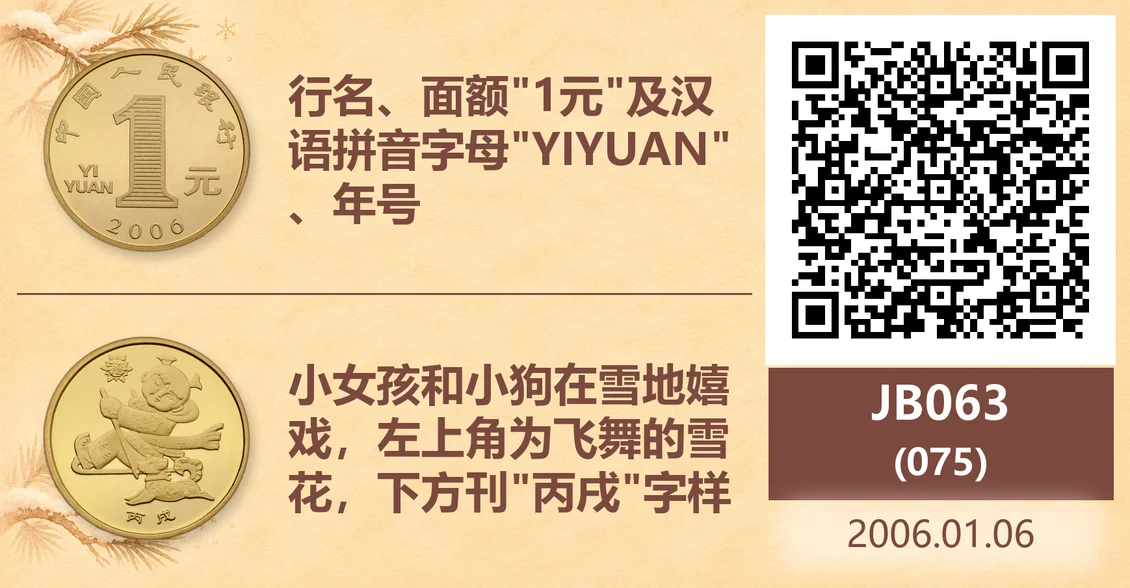 中国人民银行
1
YI
YUAN
元
2006
行名、面额"1元"及汉
语拼音字母"YIYUAN"
、年号
丙戌
小女孩和小狗在雪地嬉
戏，左上角为飞舞的雪
花，下方刊"丙戌"字样
JB063
(075)
2006.01.06